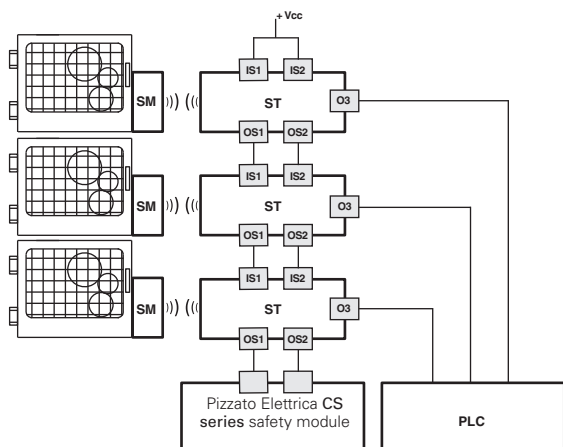 + Vcc
IS1 IS2
SM ST O3
OS1 OS2
IS1 IS2
SM ST O3
OS1 OS2
IS1 IS2
SM ST O3
OS1 OS2
Pizzato Elettrica CS
series safety module
PLC